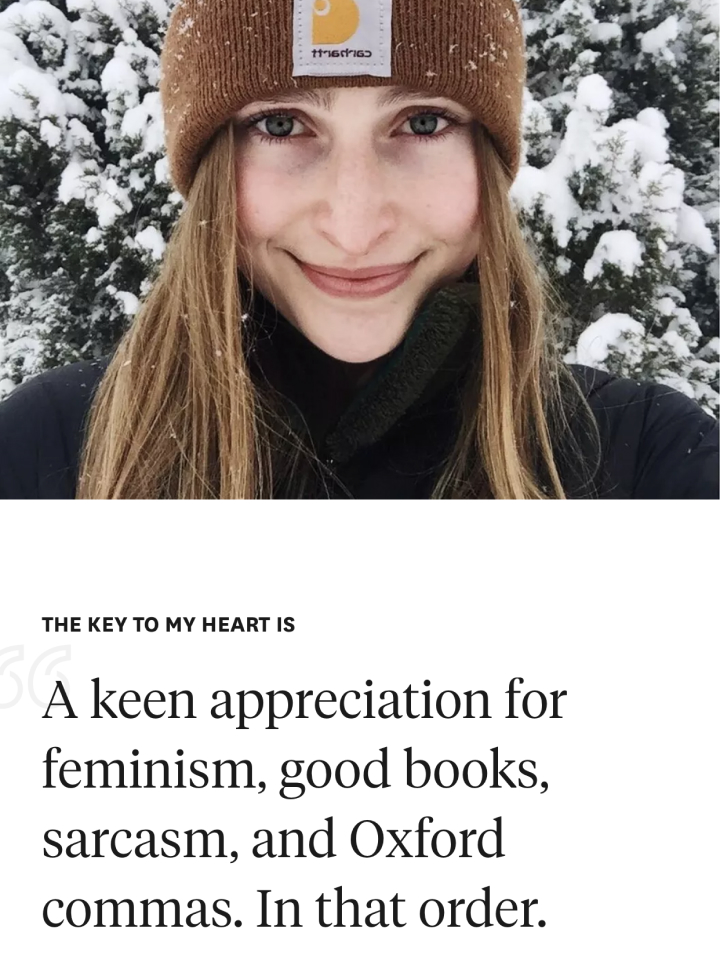 carhartt
THE KEY TO MY HEART IS
A keen appreciation for
feminism, good books,
sarcasm, and Oxford
commas. In that order.